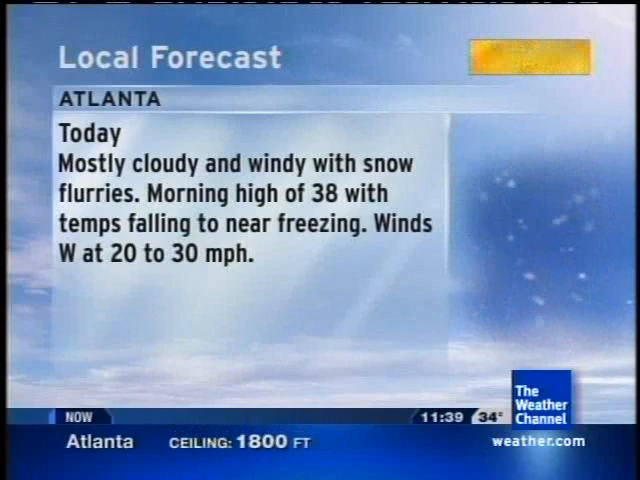 Local Forecast
ATLANTA
Today
Mostly cloudy and windy with snow
flurries. Morning high of 38 with
temps falling to near freezing. Winds
W at 20 to 30 mph.
The
Weather
Channel
NOW
11:39 34°
Atlanta CEILING: 1800 FT
weather.com